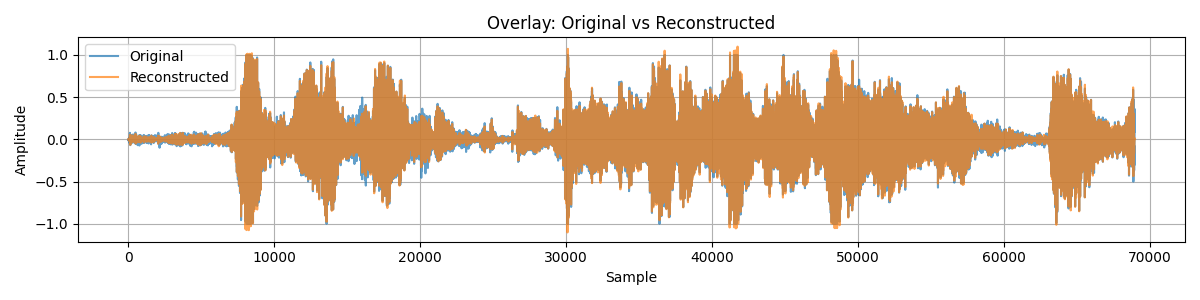 Overlay: Original vs Reconstructed
Original
Reconstructed
Amplitude
1.0
0.5
0.0
−0.5
−1.0
0 10000 20000 30000 40000 50000 60000 70000
Sample